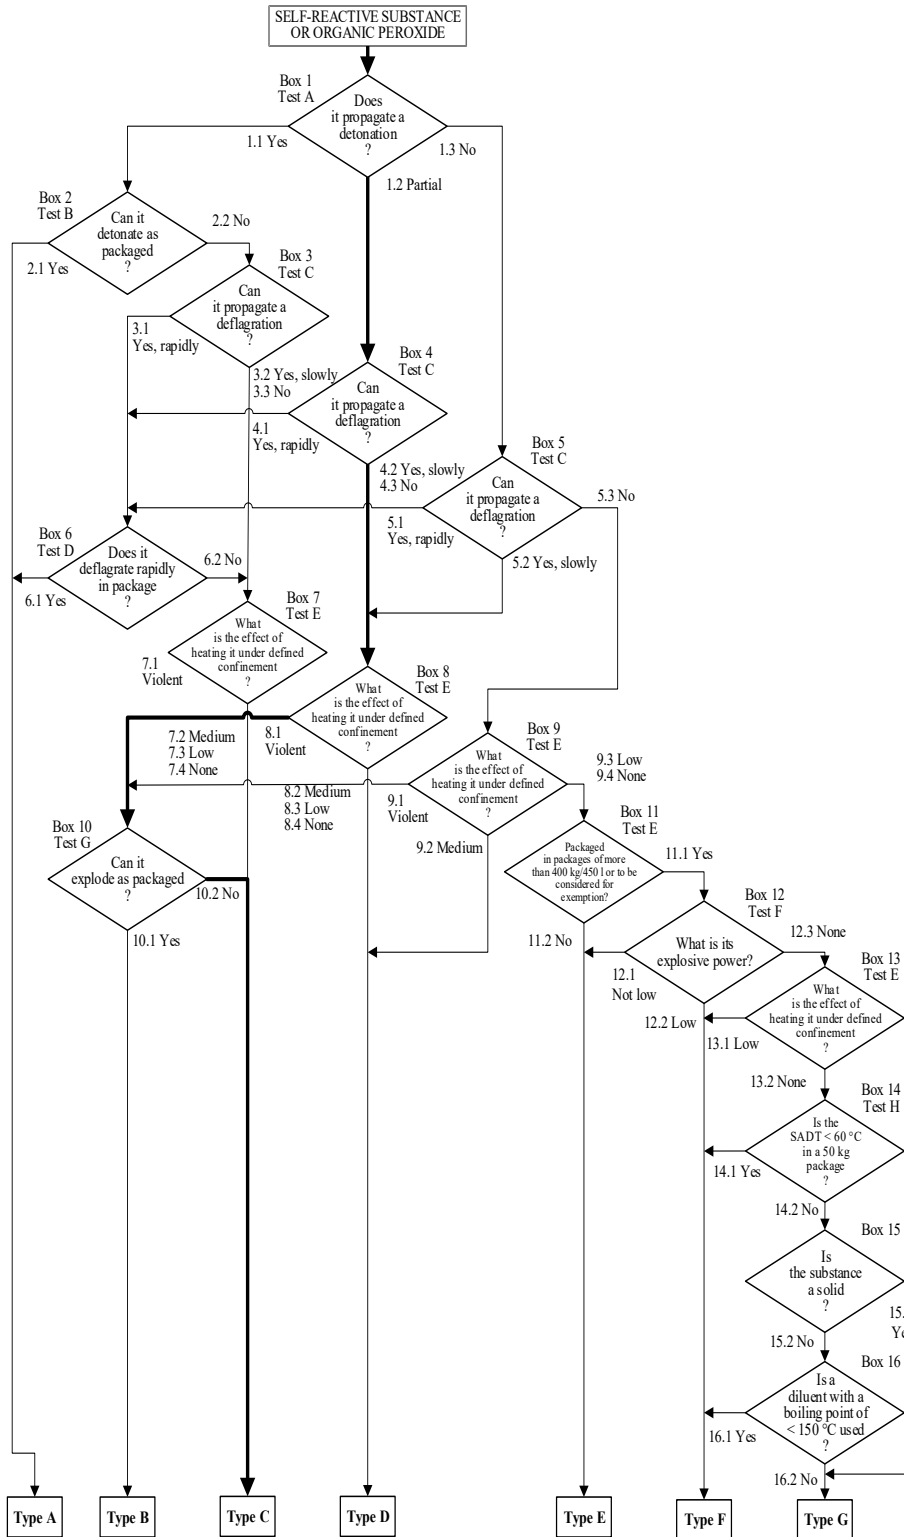 SELF-REACTIVE SUBSTANCE
OR ORGANIC PEROXIDE
Box 1
Test A
Does
it propagate a
detonation
?
1.1 Yes
1.3 No
1.2 Partial
Box 2
Test B
Can it
detonate as
packaged
?
2.2 No
2.1 Yes
Box 3
Test C
Can
it propagate a
deflagration
?
3.1
Yes, rapidly
3.2 Yes, slowly
3.3 No
Box 4
Test C
Can
it propagate a
deflagration
?
4.1
Yes, rapidly
4.2 Yes, slowly
4.3 No
Box 5
Test C
Can
it propagate a
deflagration
?
5.3 No
5.1
Yes, rapidly
5.2 Yes, slowly
Box 6
Test D
Does it
deflagrate rapidly
in package
?
6.2 No
6.1 Yes
Box 7
Test E
What
is the effect of
heating it under defined
confinement
?
7.1
Violent
7.2 Medium
7.3 Low
7.4 None
Box 8
Test E
What
is the effect of
heating it under defined
confinement
?
8.1
Violent
8.2 Medium
8.3 Low
8.4 None
Box 9
Test E
What
is the effect of
heating it under defined
confinement
?
9.3 Low
9.4 None
9.1
Violent
9.2 Medium
Box 10
Test G
Can it
explode as packaged
?
10.2 No
10.1 Yes
Box 11
Test E
Packaged
in packages of more
than 400 kg/450 l or to be
considered for
exemption?
11.1 Yes
11.2 No
Box 12
Test F
What is its
explosive power?
12.3 None
12.1
Not low
12.2 Low
Box 13
Test E
What
is the effect of
heating it under defined
confinement
?
13.1 Low
13.2 None
Box 14
Test H
Is the
SADT < 60 °C
in a 50 kg
package
?
14.1 Yes
14.2 No
Box 15
Is
the substance
a solid
?
15.
Ye
15.2 No
Box 16
Is a
diluent with a
boiling point of
< 150 °C used
?
16.1 Yes
16.2 No
Type A
Type B
Type C
Type D
Type E
Type F
Type G